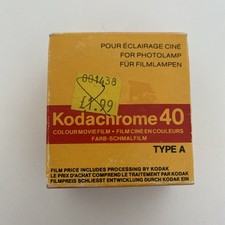 POUR ÉCLAIRAGE CINÉ
FOR PHOTOLAMP
FÜR FILMLAMPEN
001438
£1.99
Kodachrome 40
COLOUR MOVIE FILM • FILM CINÉ EN COULEURS
FARB-SCHMALFILM
TYPE A
FILM PRICE INCLUDES PROCESSING BY KODAK
LE PRIX D'ACHAT COMPREND LE TRAITEMENT PAR KODAK
FILMPREIS SCHLIESST ENTWICKLUNG DURCH KODAK EIN